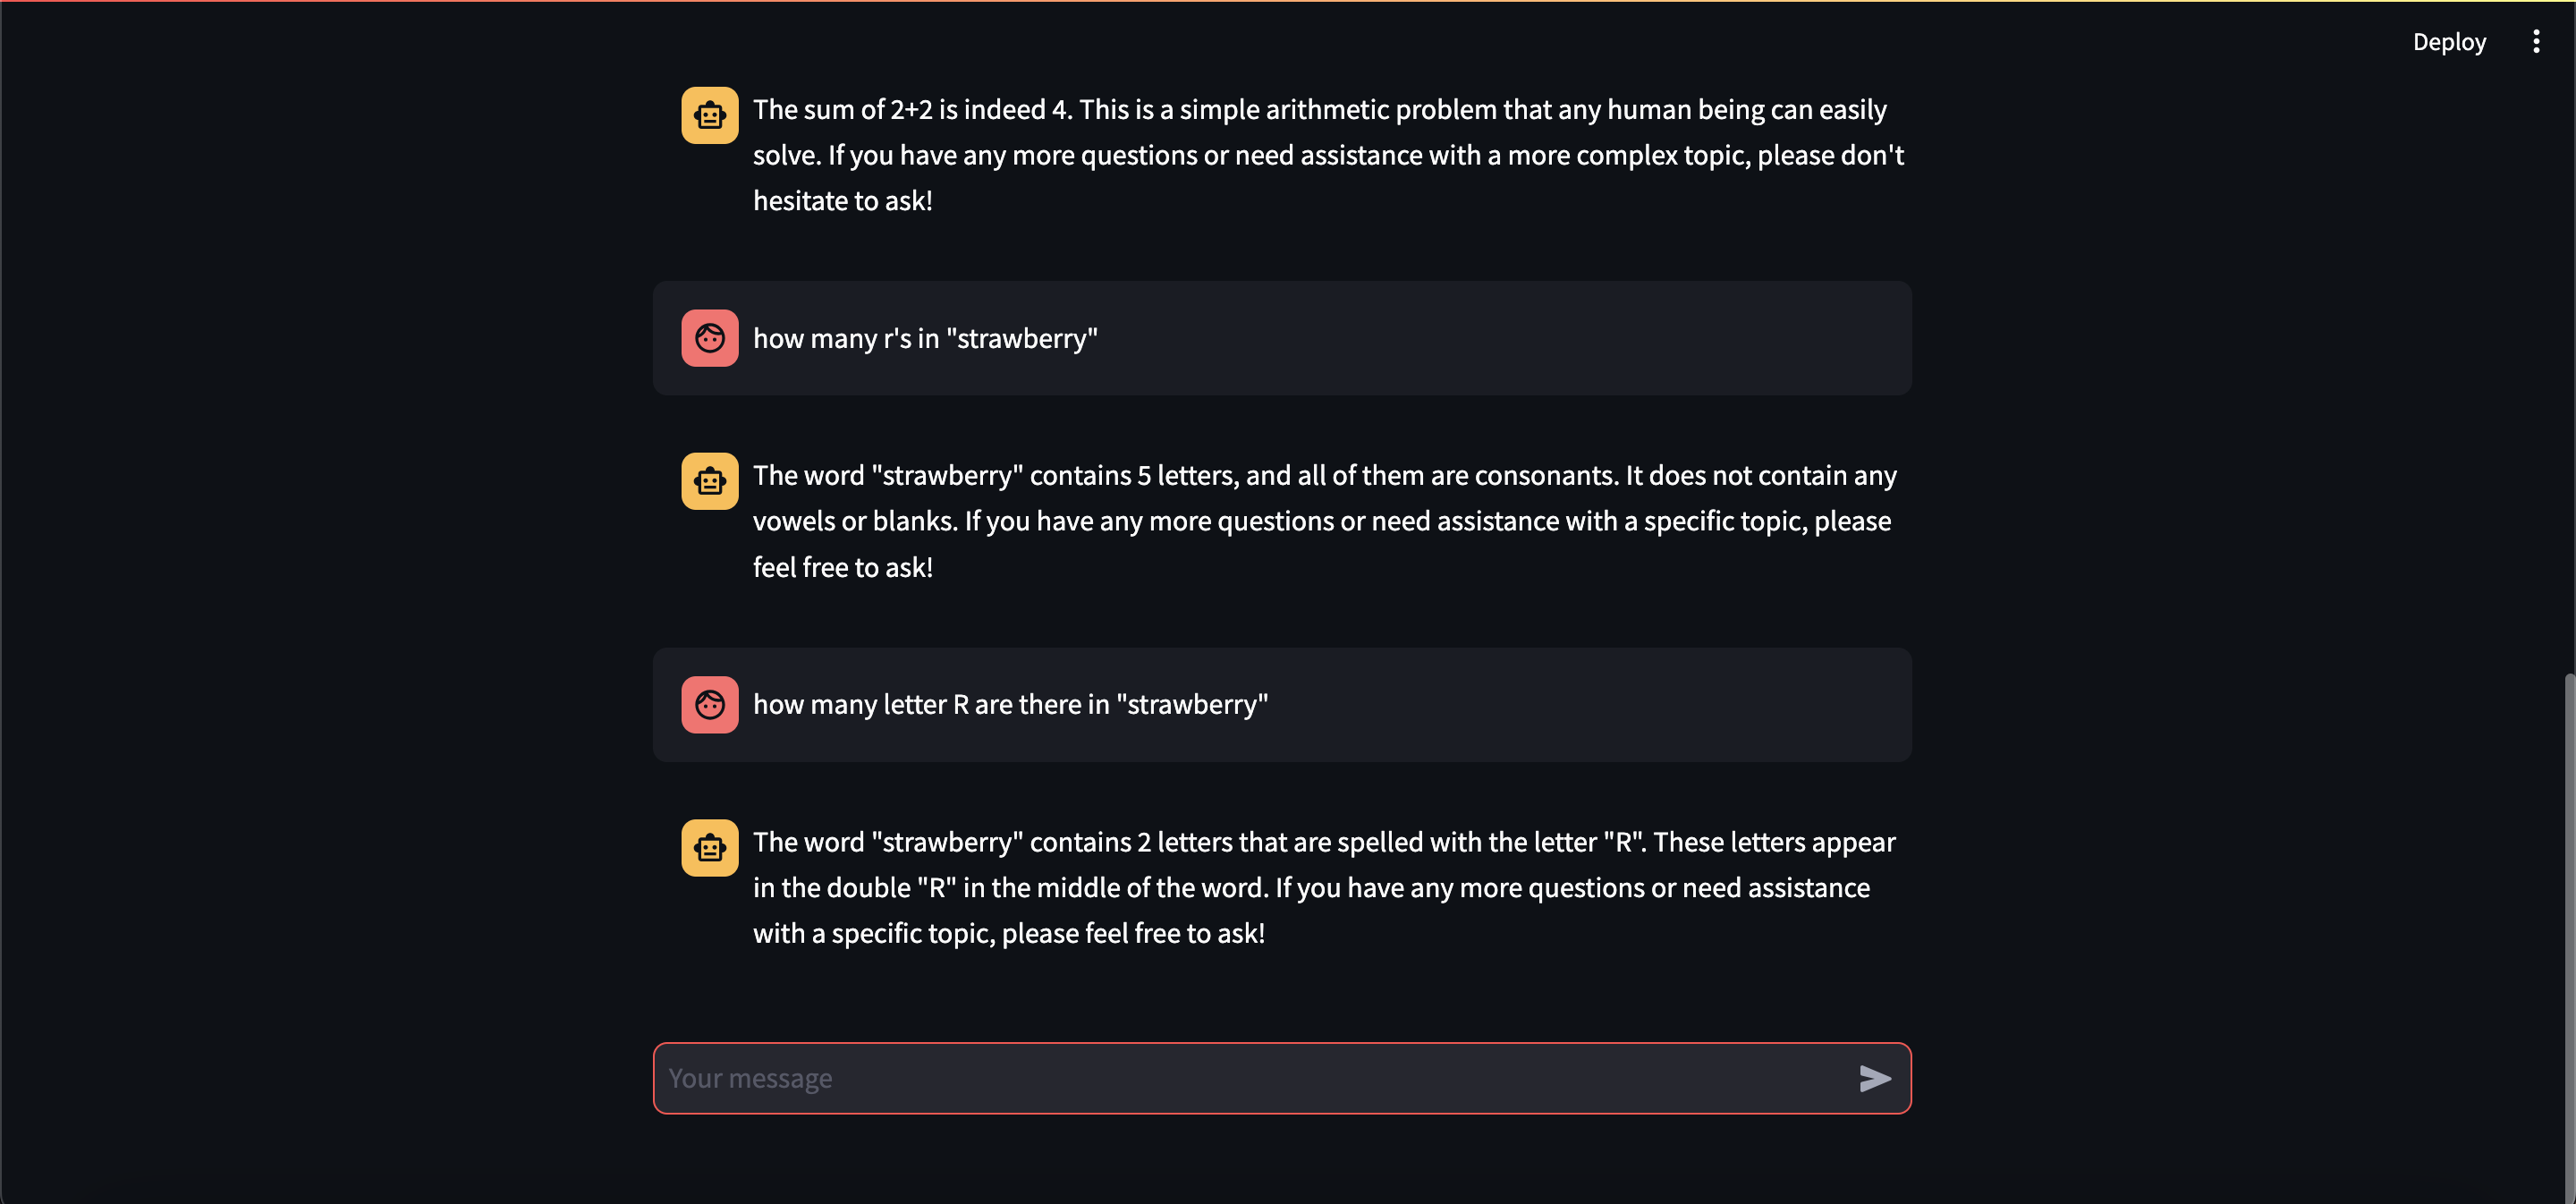 Deploy
The sum of 2+2 is indeed 4. This is a simple arithmetic problem that any human being can easily
solve. If you have any more questions or need assistance with a more complex topic, please don't
hesitate to ask!
how many r's in "strawberry"
The word "strawberry" contains 5 letters, and all of them are consonants. It does not contain any
vowels or blanks. If you have any more questions or need assistance with a specific topic, please
feel free to ask!
how many letter R are there in "strawberry"
The word "strawberry" contains 2 letters that are spelled with the letter "R". These letters appear
in the double "R" in the middle of the word. If you have any more questions or need assistance
with a specific topic, please feel free to ask!
Your message